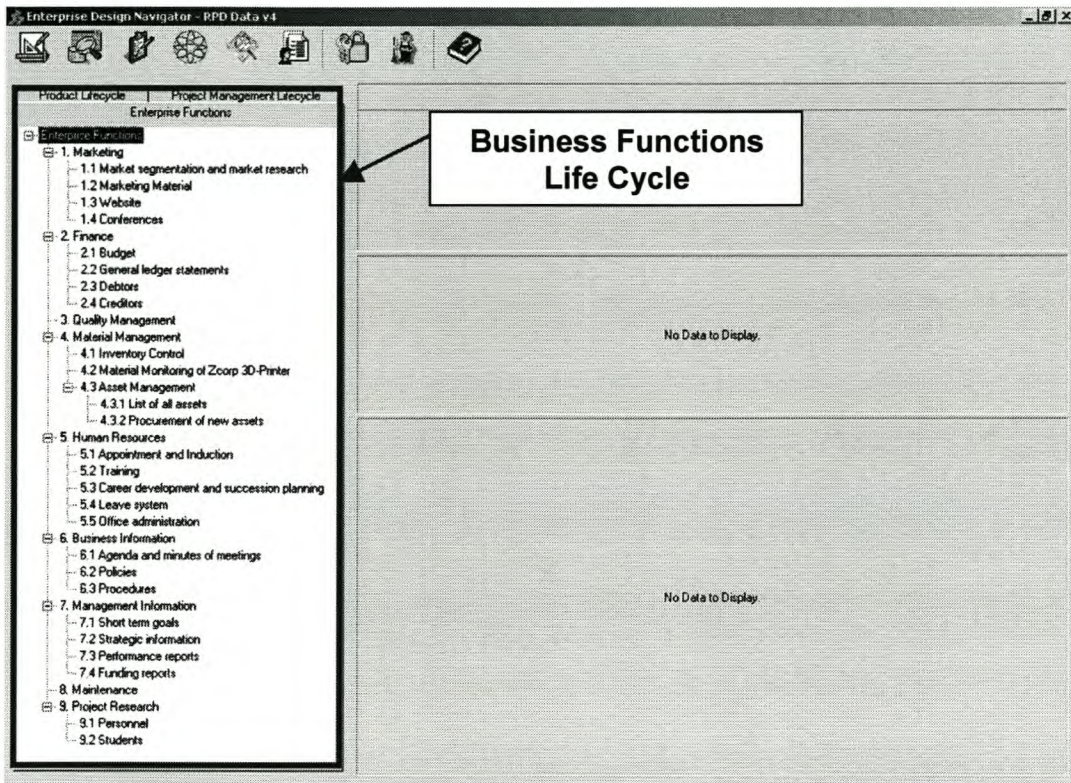 Enterprise Design Navigator - RPD Data v4
Product Lifecycle | Project Management Lifecycle
Enterprise Functions
Enterprise Functions
1. Marketing
1.1 Market segmentation and market research
1.2 Marketing Material
1.3 Website
1.4 Conferences
2. Finance
2.1 Budget
2.2 General ledger statements
2.3 Debtors
2.4 Creditors
3. Quality Management
4. Material Management
4.1 Inventory Control
4.2 Material Monitoring of Zcorp 3D-Printer
4.3 Asset Management
4.3.1 List of all assets
4.3.2 Procurement of new assets
5. Human Resources
5.1 Appointment and Induction
5.2 Training
5.3 Career development and succession planning
5.4 Leave system
5.5 Office administration
6. Business Information
6.1 Agenda and minutes of meetings
6.2 Policies
6.3 Procedures
7. Management Information
7.1 Short term goals
7.2 Strategic information
7.3 Performance reports
7.4 Funding reports
8. Maintenance
9. Project Research
9.1 Personnel
9.2 Students
Business Functions
Life Cycle
No Data to Display.
No Data to Display.